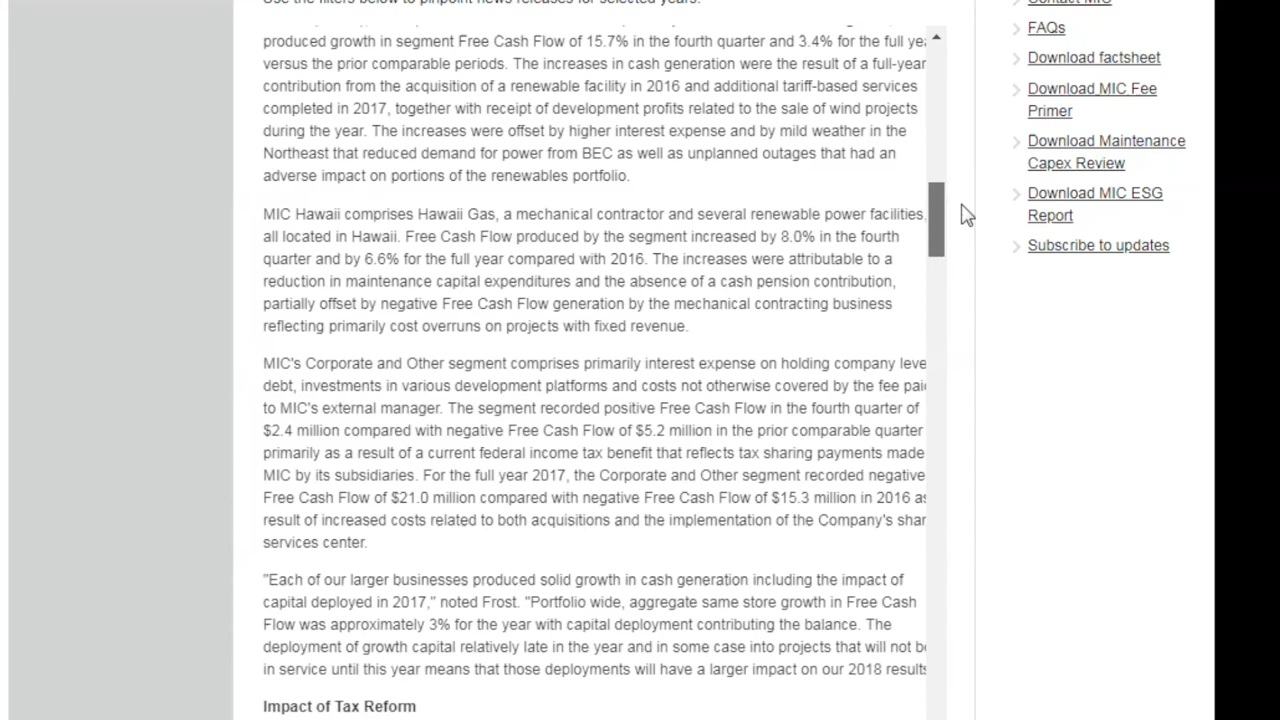 Use the filters below to pinpoint news releases for selected years.
produced growth in segment Free Cash Flow of 15.7% in the fourth quarter and 3.4% for the full
versus the prior comparable periods. The increases in cash generation were the result of a full-year
contribution from the acquisition of a renewable facility in 2016 and additional tariff-based services
completed in 2017, together with receipt of development profits related to the sale of wind projects
during the year. The increases were offset by higher interest expense and by mild weather in the
Northeast that reduced demand for power from BEC as well as unplanned outages that had an
adverse impact on portions of the renewables portfolio.
MIC Hawaii comprises Hawaii Gas, a mechanical contractor and several renewable power facilities,
all located in Hawaii. Free Cash Flow produced by the segment increased by 8.0% in the fourth
quarter and by 6.6% for the full year compared with 2016. The increases were attributable to a
reduction in maintenance capital expenditures and the absence of a cash pension contribution,
partially offset by negative Free Cash Flow generation by the mechanical contracting business
reflecting primarily cost overruns on projects with fixed revenue.
MIC's Corporate and Other segment comprises primarily interest expense on holding company leve
debt, investments in various development platforms and costs not otherwise covered by the fee
to MIC's external manager. The segment recorded positive Free Cash Flow in the fourth quarter of
$2.4 million compared with negative Free Cash Flow of $5.2 million in the prior comparable quarter
primarily as a result of a current federal income tax benefit that reflects tax sharing payments made
MIC by its subsidiaries. For the full year 2017, the Corporate and Other segment recorded negative
Free Cash Flow of $21.0 million compared with negative Free Cash Flow of $15.3 million in 2016
result of increased costs related to both acquisitions and the implementation of the Company's shar
services center.
"Each of our larger businesses produced solid growth in cash generation including the impact of
capital deployed in 2017," noted Frost. "Portfolio wide, aggregate same store growth in Free Cash
Flow was approximately 3% for the year with capital deployment contributing the balance. The
deployment of growth capital relatively late in the year and in some case into projects that will not
in service until this year means that those deployments will have a larger impact on our 2018 results
Impact of Tax Reform
Contact MIC
FAQs
Download factsheet
Download MIC Fee
Primer
Download Maintenance
Capex Review
Download MIC ESG
Report
Subscribe to updates